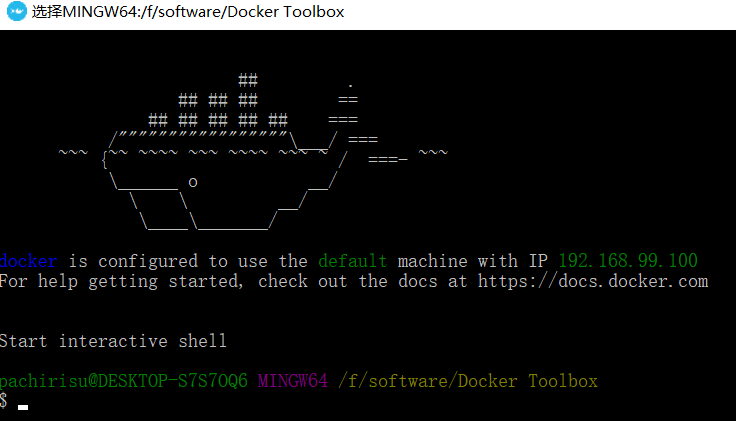 选择MINGW64:/f/software/Docker Toolbox
                        ##         .
                  ## ## ##        ==
               ## ## ## ## ##    ===
           /"""""""""""""""""\___/ ===
      ~~~ {~~ ~~~~ ~~~ ~~~~ ~~~ ~ /  ===- ~~~
           \______ o           __/
             \    \         __/
              \____\_______/
docker is configured to use the default machine with IP 192.168.99.100
For help getting started, check out the docs at https://docs.docker.com
Start interactive shell
pachirisu@DESKTOP-S7S7OQ6 MINGW64 /f/software/Docker Toolbox
$